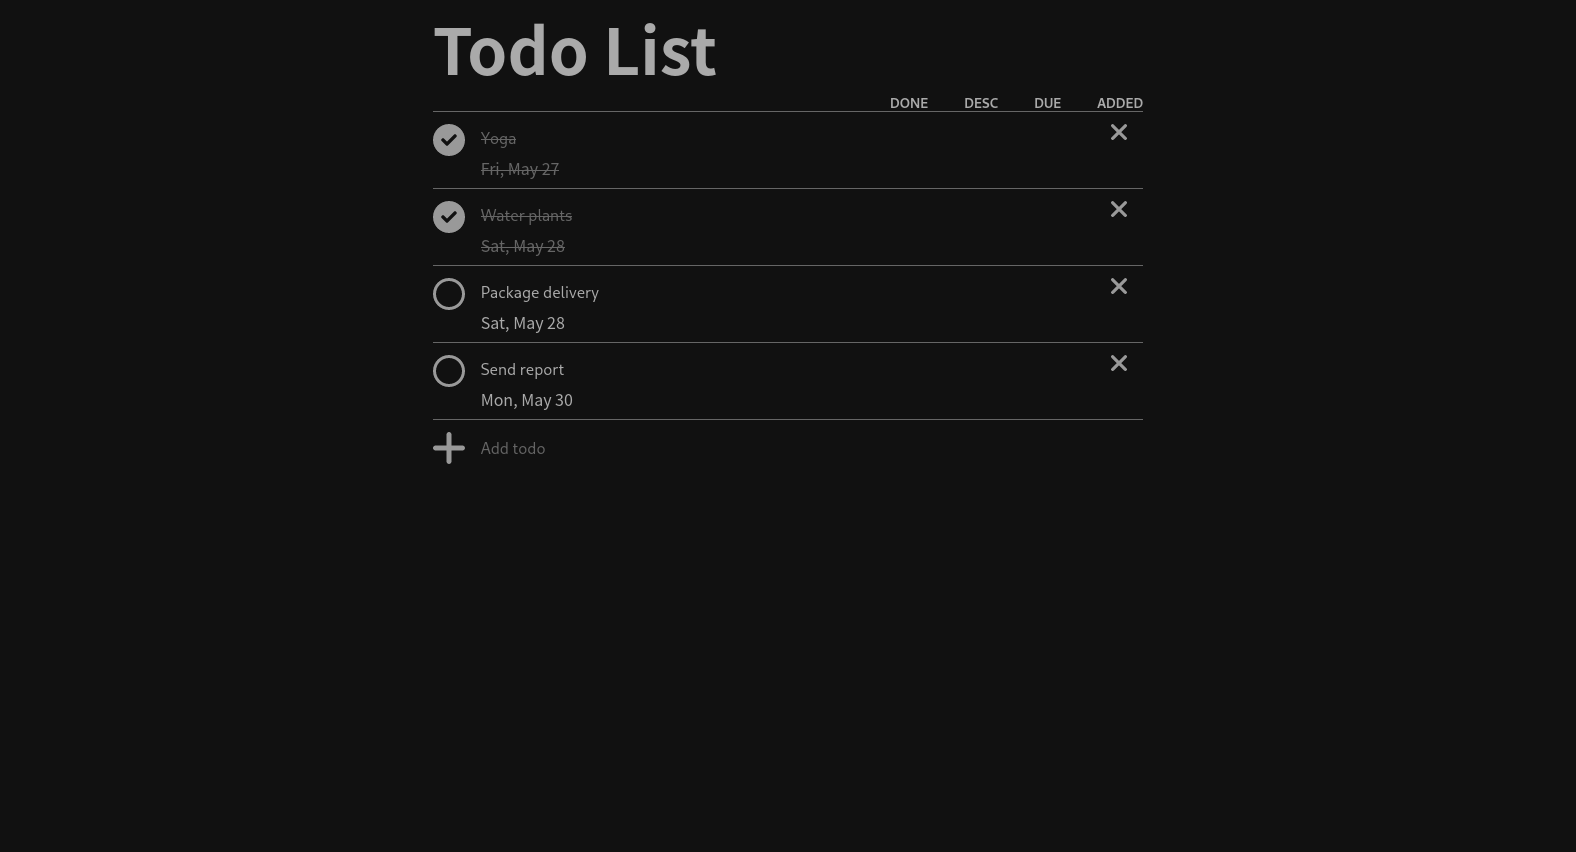 Todo List
DONE DESC DUE ADDED
Yoga
Fri, May 27
Water plants
Sat, May 28
Package delivery
Sat, May 28
Send report
Mon, May 30
Add todo